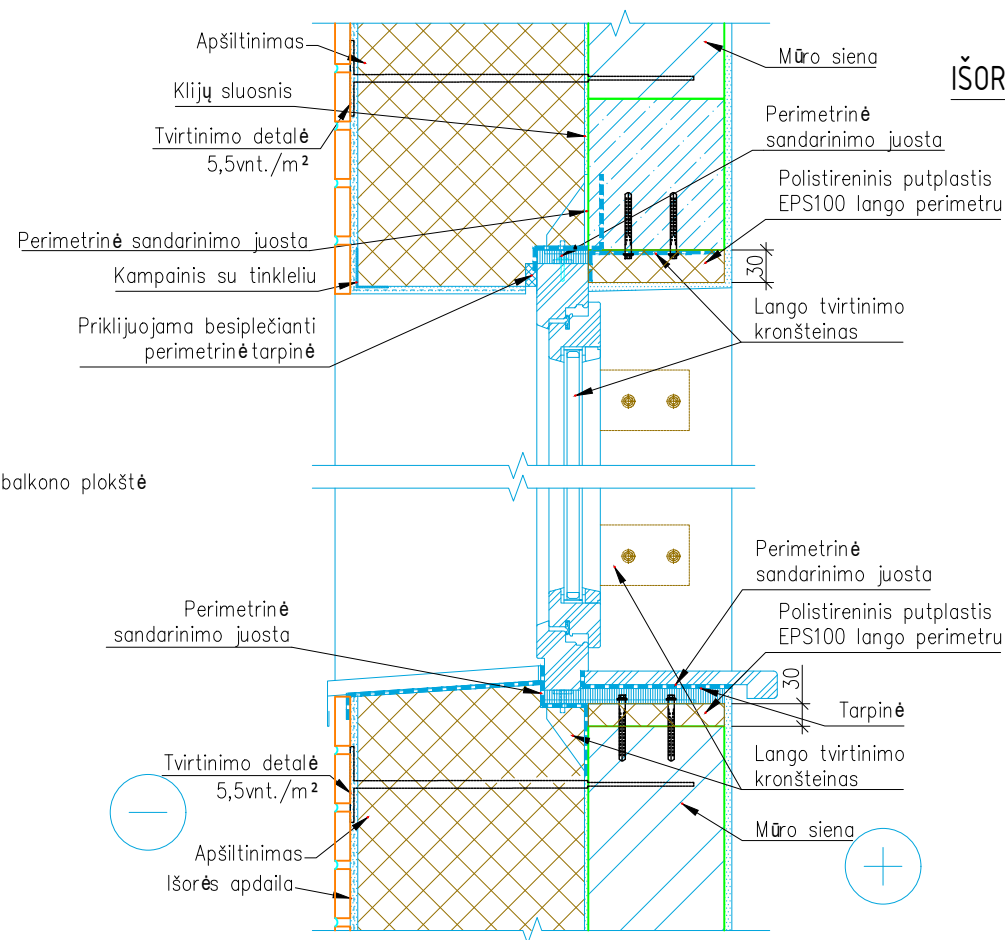 Apšiltinimas
Mūro siena
IŠOR
Klijų sluosnis
Perimetrinė
sandarinimo juosta
Tvirtinimo detalė
5,5vnt./m²
Polistireninis putplastis
EPS100 lango perimetru
Perimetrinė sandarinimo juosta
30
Kampainis su tinkleliu
Priklijuojama besiplečianti
perimetrinė tarpinė
Lango tvirtinimo
kronšteinas
balkono plokštė
Perimetrinė
sandarinimo juosta
Perimetrinė
sandarinimo juosta
Polistireninis putplastis
EPS100 lango perimetru
30
Tarpinė
Tvirtinimo detalė
5,5vnt./m²
Lango tvirtinimo
kronšteinas
Mūro siena
Apšiltinimas
Išorės apdaila